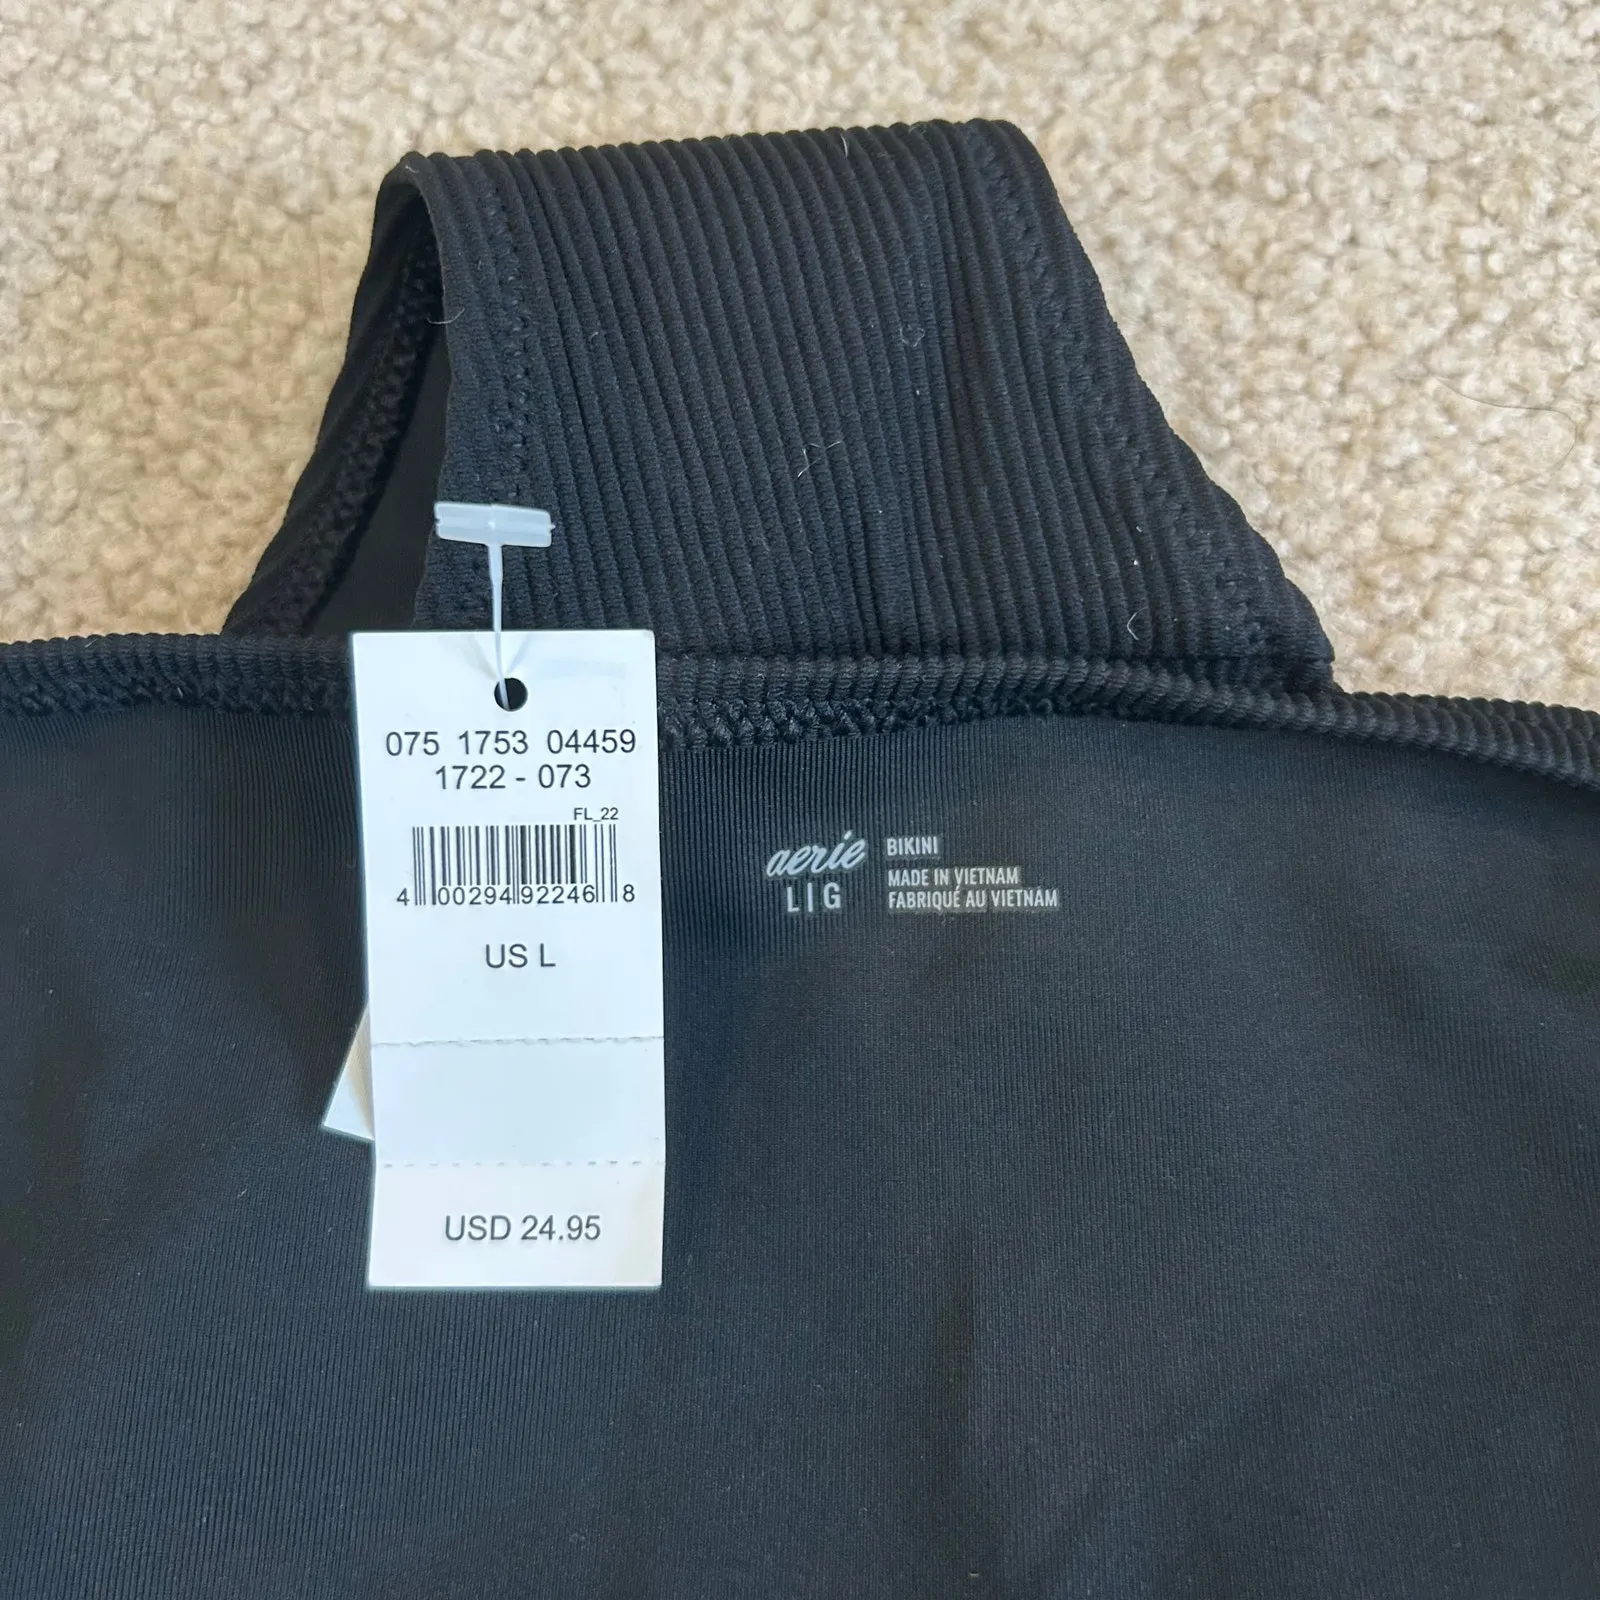 075 1753 04459
1722 - 073
FL_22
4 00294 92246 8
US L
USD 24.95
aerie
L|G
BIKINI
MADE IN VIETNAM
FABRIQUÉ AU VIETNAM